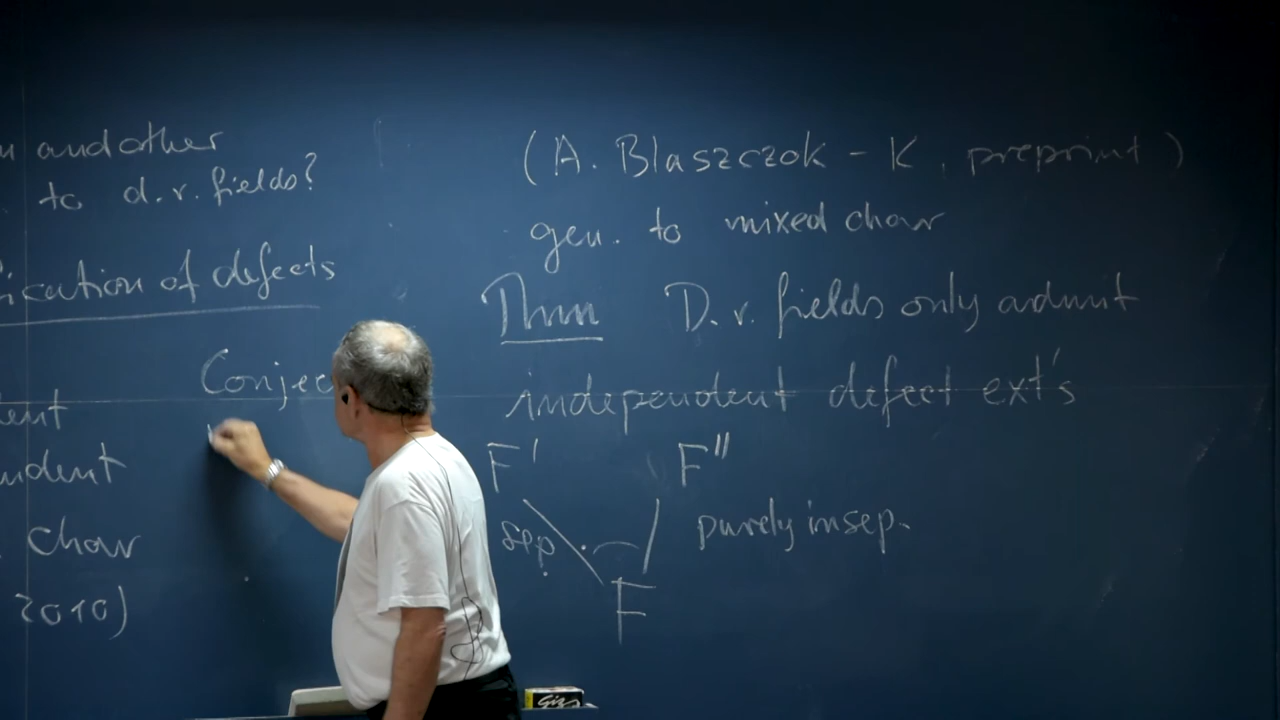 and other
to d.r. fields?
ication of defects
Conjec
ent
ndent
char
2010)
(A. Blaszczok - K, preprint)
gen. to mixed char
Thm D.r. fields only admit
independent defect ext's
F' F"
sep. purely insep.
F